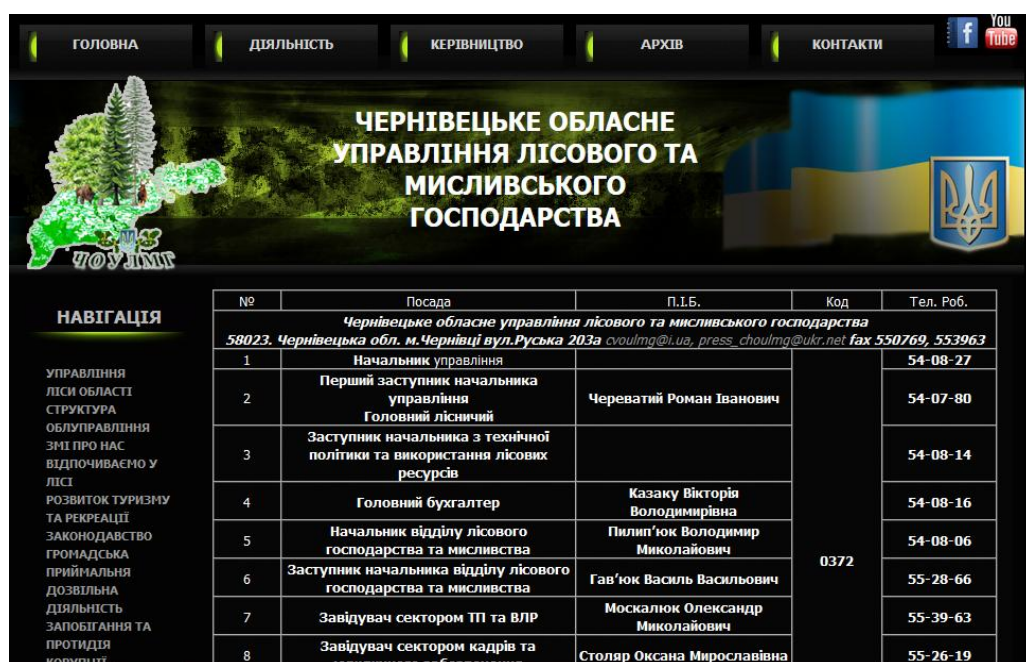 ГОЛОВНА
ДІЯЛЬНІСТЬ
КЕРІВНИЦТВО
АРХІВ
КОНТАКТИ
f
You
Tube
ЧЕРНІВЕЦЬКЕ ОБЛАСНЕ
УПРАВЛІННЯ ЛІСОВОГО ТА
МИСЛИВСЬКОГО
ГОСПОДАРСТВА
ЧОУЛМГ
НАВІГАЦІЯ
УПРАВЛІННЯ
ЛІСИ ОБЛАСТІ
СТРУКТУРА
ОБЛУПРАВЛІННЯ
ЗМІ ПРО НАС
ВІДПОЧИВАЄМО У
ЛІСІ
РОЗВИТОК ТУРИЗМУ
ТА РЕКРЕАЦІЇ
ЗАКОНОДАВСТВО
ГРОМАДСЬКА
ПРИЙМАЛЬНЯ
ДОЗВІЛЬНА
ДІЯЛЬНІСТЬ
ЗАПОБІГАННЯ ТА
ПРОТИДІЯ
КОРУПЦІЇ
№ Посада П.І.Б. Код Тел. Роб.
Чернівецьке обласне управління лісового та мисливського господарства
58023. Чернівецька обл. м.Чернівці вул.Руська 203а cvoulmg@i.ua, press_choulmg@ukr.net fax 550769, 553963
1 Начальник управління 54-08-27
2 Перший заступник начальника
управління
Головний лісничий
Череватий Роман Іванович 54-07-80
3 Заступник начальника з технічної
політики та використання лісових
ресурсів
54-08-14
4 Головний бухгалтер Казаку Вікторія
Володимирівна
54-08-16
5 Начальник відділу лісового
господарства та мисливства
Пилип’юк Володимир
Миколайович
54-08-06
0372
6 Заступник начальника відділу лісового
господарства та мисливства
Гав’юк Василь Васильович 55-28-66
7 Завідувач сектором ТП та ВЛР Москалюк Олександр
Миколайович
55-39-63
8 Завідувач сектором кадрів та
Столяр Оксана Мирославівна 55-26-19